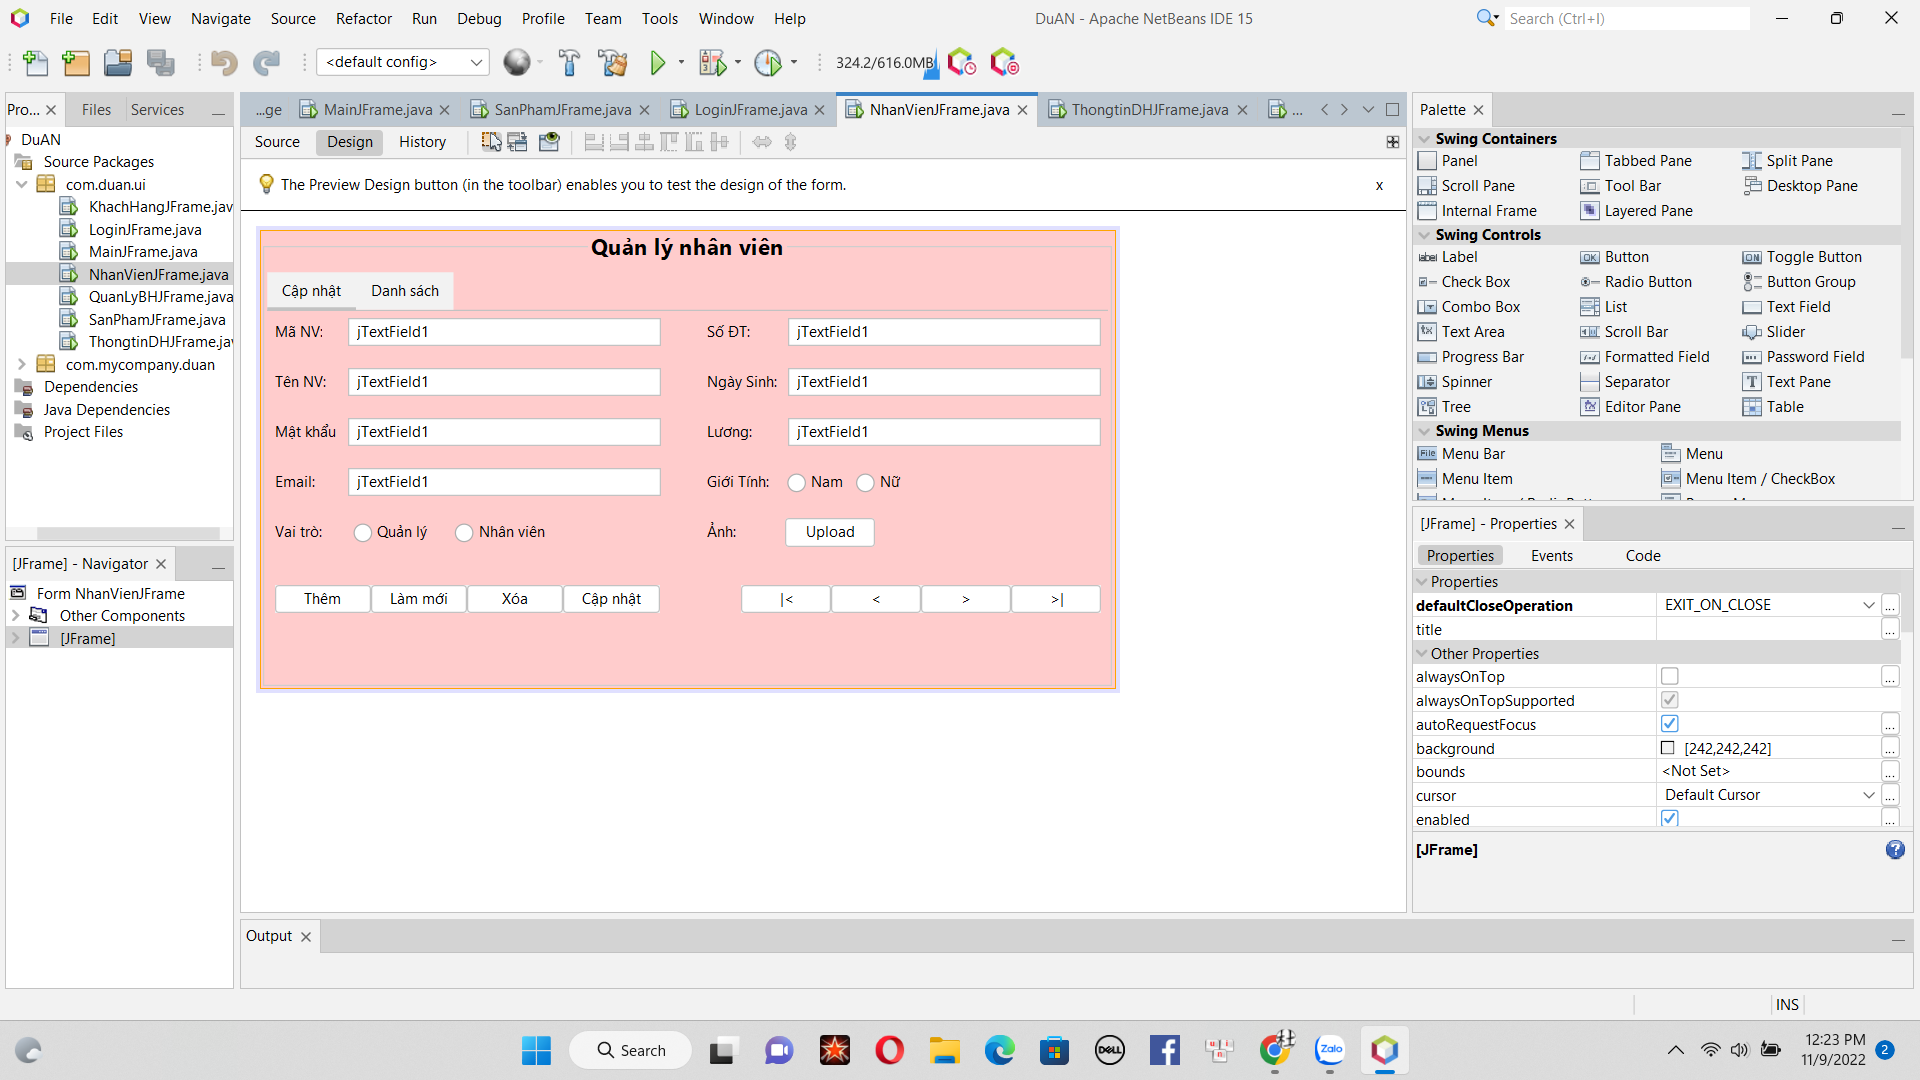 File Edit View Navigate Source Refactor Run Debug Profile Team Tools Window Help DuAN - Apache NetBeans IDE 15 Search (Ctrl+I)
<default config> 324.2/616.0MB
Pro... Files Services
...ge MainJFrame.java SanPhamJFrame.java LoginJFrame.java NhanVienJFrame.java ThongtinDHJFrame.java ...
Source Design History
The Preview Design button (in the toolbar) enables you to test the design of the form. x
DuAN
Source Packages
com.duan.ui
KhachHangJFrame.jav
LoginJFrame.java
MainJFrame.java
NhanVienJFrame.java
QuanLyBHJFrame.java
SanPhamJFrame.java
ThongtinDHJFrame.jav
com.mycompany.duan
Dependencies
Java Dependencies
Project Files
[JFrame] - Navigator
Form NhanVienJFrame
Other Components
[JFrame]
Quản lý nhân viên
Cập nhật Danh sách
Mã NV: jTextField1 Số ĐT: jTextField1
Tên NV: jTextField1 Ngày Sinh: jTextField1
Mật khẩu jTextField1 Lương: jTextField1
Email: jTextField1 Giới Tính: Nam Nữ
Vai trò: Quản lý Nhân viên Ảnh: Upload
Thêm Làm mới Xóa Cập nhật |< < > >|
Palette
Swing Containers
Panel Tabbed Pane Split Pane
Scroll Pane Tool Bar Desktop Pane
Internal Frame Layered Pane
Swing Controls
Label Button Toggle Button
Check Box Radio Button Button Group
Combo Box List Text Field
Text Area Scroll Bar Slider
Progress Bar Formatted Field Password Field
Spinner Separator Text Pane
Tree Editor Pane Table
Swing Menus
Menu Bar Menu
Menu Item Menu Item / CheckBox
[JFrame] - Properties
Properties Events Code
Properties
defaultCloseOperation EXIT_ON_CLOSE ...
title ...
Other Properties
alwaysOnTop ...
alwaysOnTopSupported
autoRequestFocus ...
background [242,242,242] ...
bounds <Not Set> ...
cursor Default Cursor ...
enabled ...
[JFrame]
Output
INS
Search DELL Zalo
12:23 PM
11/9/2022 2